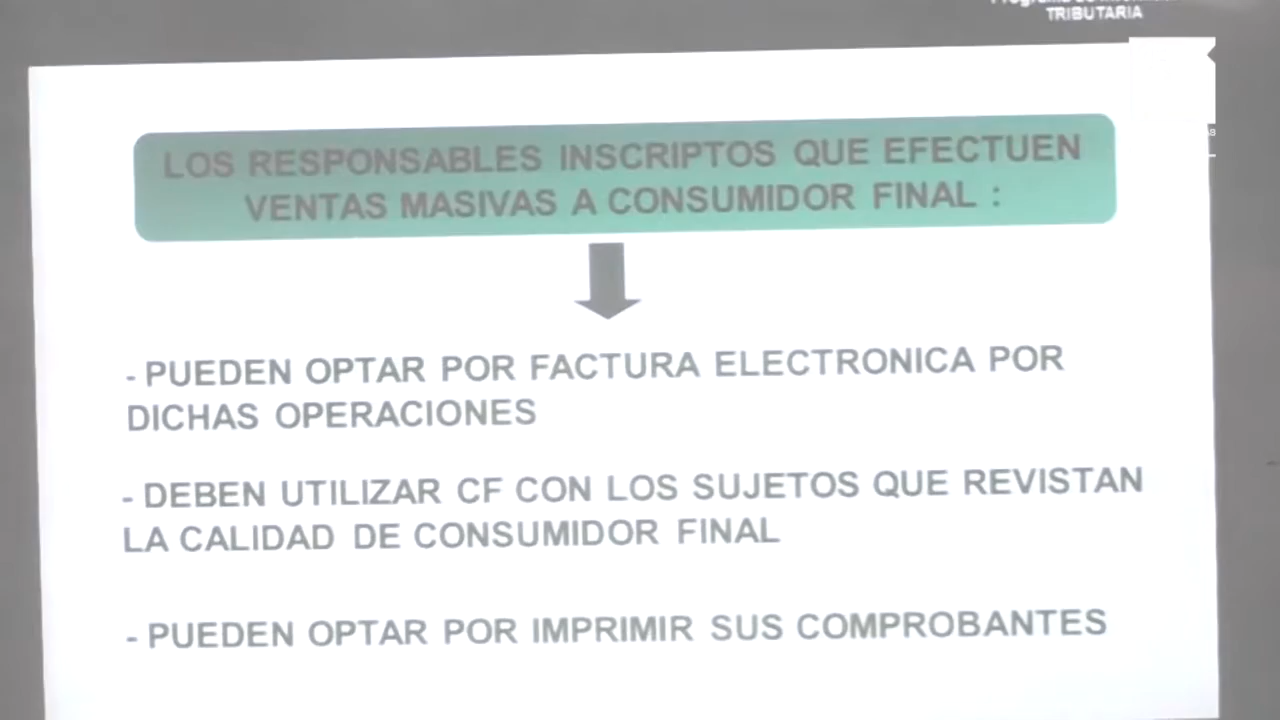 TRIBUTARIA
LOS RESPONSABLES INSCRIPTOS QUE EFECTUEN
VENTAS MASIVAS A CONSUMIDOR FINAL :
- PUEDEN OPTAR POR FACTURA ELECTRONICA POR
DICHAS OPERACIONES
- DEBEN UTILIZAR CF CON LOS SUJETOS QUE REVISTAN
LA CALIDAD DE CONSUMIDOR FINAL
- PUEDEN OPTAR POR IMPRIMIR SUS COMPROBANTES